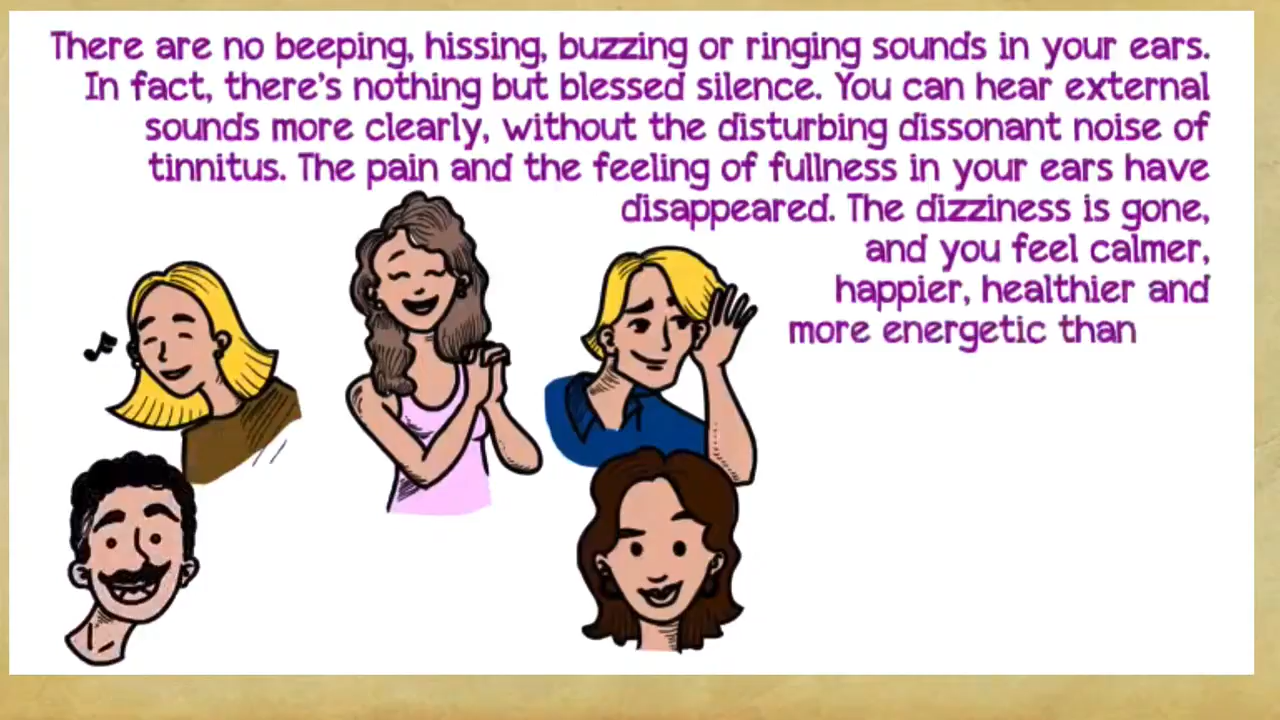 There are no beeping, hissing, buzzing or ringing sounds in your ears.
In fact, there's nothing but blessed silence. You can hear external
sounds more clearly, without the disturbing dissonant noise of
tinnitus. The pain and the feeling of fullness in your ears have
disappeared. The dizziness is gone,
and you feel calmer,
happier, healthier and
more energetic than